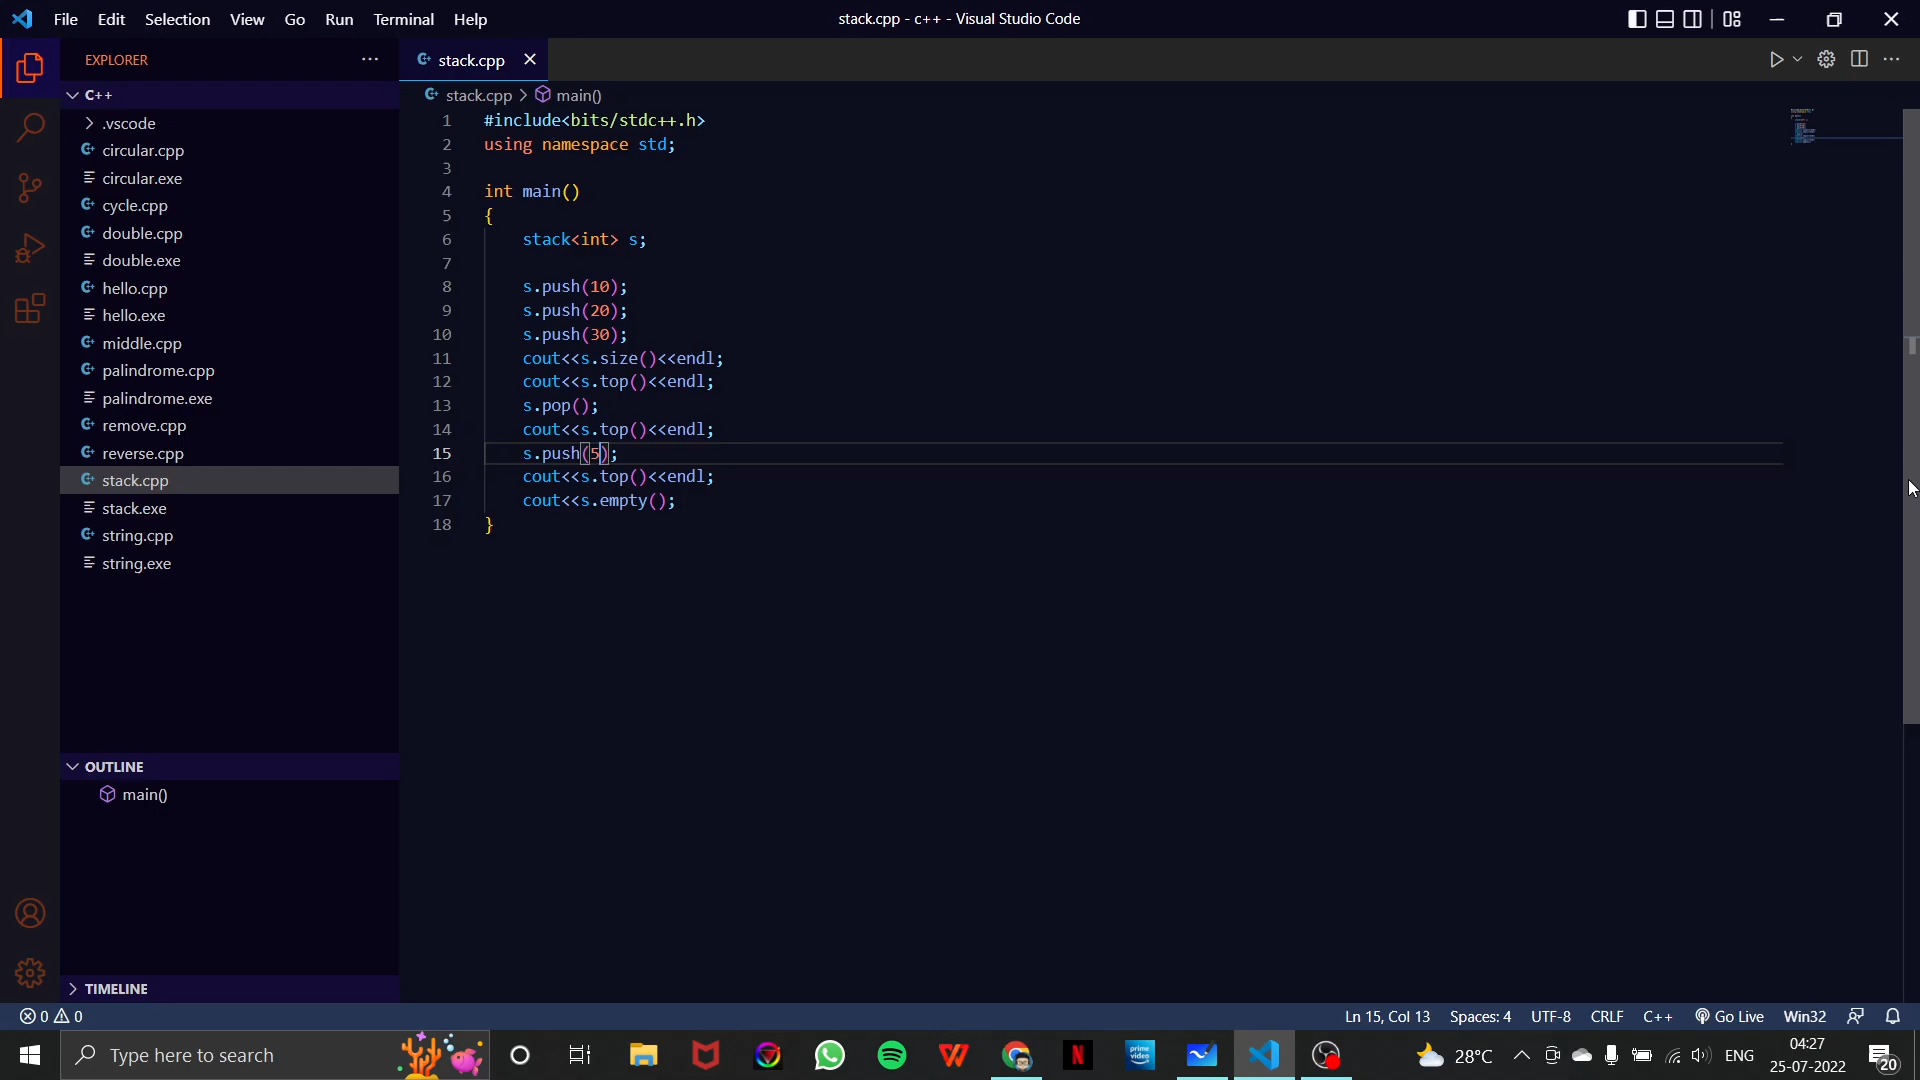 File Edit Selection View Go Run Terminal Help
stack.cpp - c++ - Visual Studio Code
EXPLORER
C++
.vscode
circular.cpp
circular.exe
cycle.cpp
double.cpp
double.exe
hello.cpp
hello.exe
middle.cpp
palindrome.cpp
palindrome.exe
remove.cpp
reverse.cpp
stack.cpp
stack.exe
string.cpp
string.exe
OUTLINE
main()
TIMELINE
stack.cpp
stack.cpp > main()
1 #include<bits/stdc++.h>
2 using namespace std;
3
4 int main()
5 {
6 stack<int> s;
7
8 s.push(10);
9 s.push(20);
10 s.push(30);
11 cout<<s.size()<<endl;
12 cout<<s.top()<<endl;
13 s.pop();
14 cout<<s.top()<<endl;
15 s.push(5);
16 cout<<s.top()<<endl;
17 cout<<s.empty();
18 }
0 0
Ln 15, Col 13 Spaces: 4 UTF-8 CRLF C++ Go Live Win32
Type here to search
28°C
ENG
04:27
25-07-2022
20